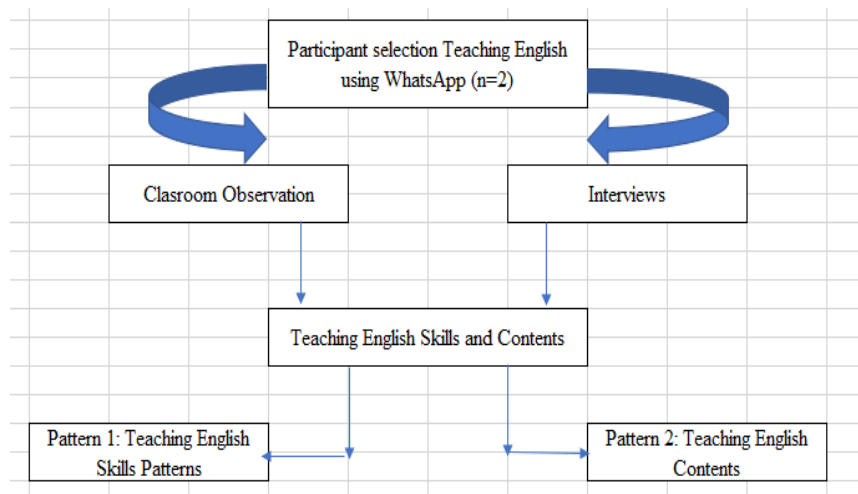 Participant selection Teaching English
using WhatsApp (n=2)
Clasroom Observation
Interviews
Teaching English Skills and Contents
Pattern 1: Teaching English
Skills Patterns
Pattern 2: Teaching English
Contents